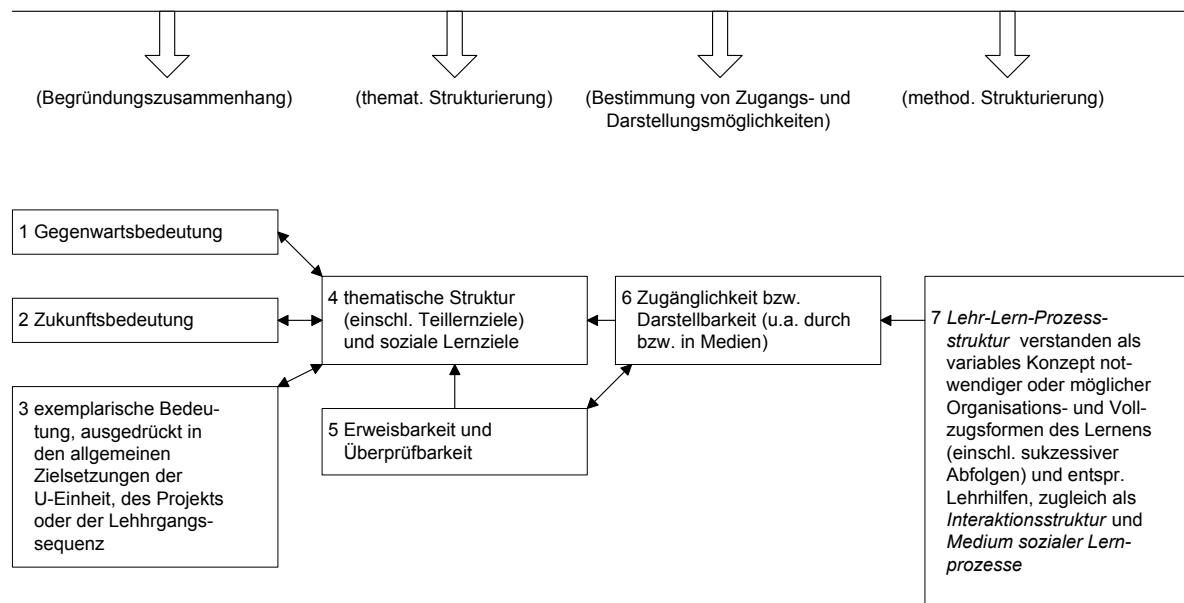 (Begründungszusammenhang)
(themat. Strukturierung)
(Bestimmung von Zugangs- und
Darstellungsmöglichkeiten)
(method. Strukturierung)
1 Gegenwartsbedeutung
2 Zukunftsbedeutung
3 exemplarische Bedeu-
tung, ausgedrückt in
den allgemeinen
Zielsetzungen der
U-Einheit, des Projekts
oder der Lehhrgangs-
sequenz
4 thematische Struktur
(einschl. Teillernziele)
und soziale Lernziele
5 Erweisbarkeit und
Überprüfbarkeit
6 Zugänglichkeit bzw.
Darstellbarkeit (u.a. durch
bzw. in Medien)
7 Lehr-Lern-Prozess-
struktur verstanden als
variables Konzept not-
wendiger oder möglicher
Organisations- und Voll-
zugsformen des Lernens
(einschl. sukzessiver
Abfolgen) und entspr.
Lehrhilfen, zugleich als
Interaktionsstruktur und
Medium sozialer Lern-
prozesse